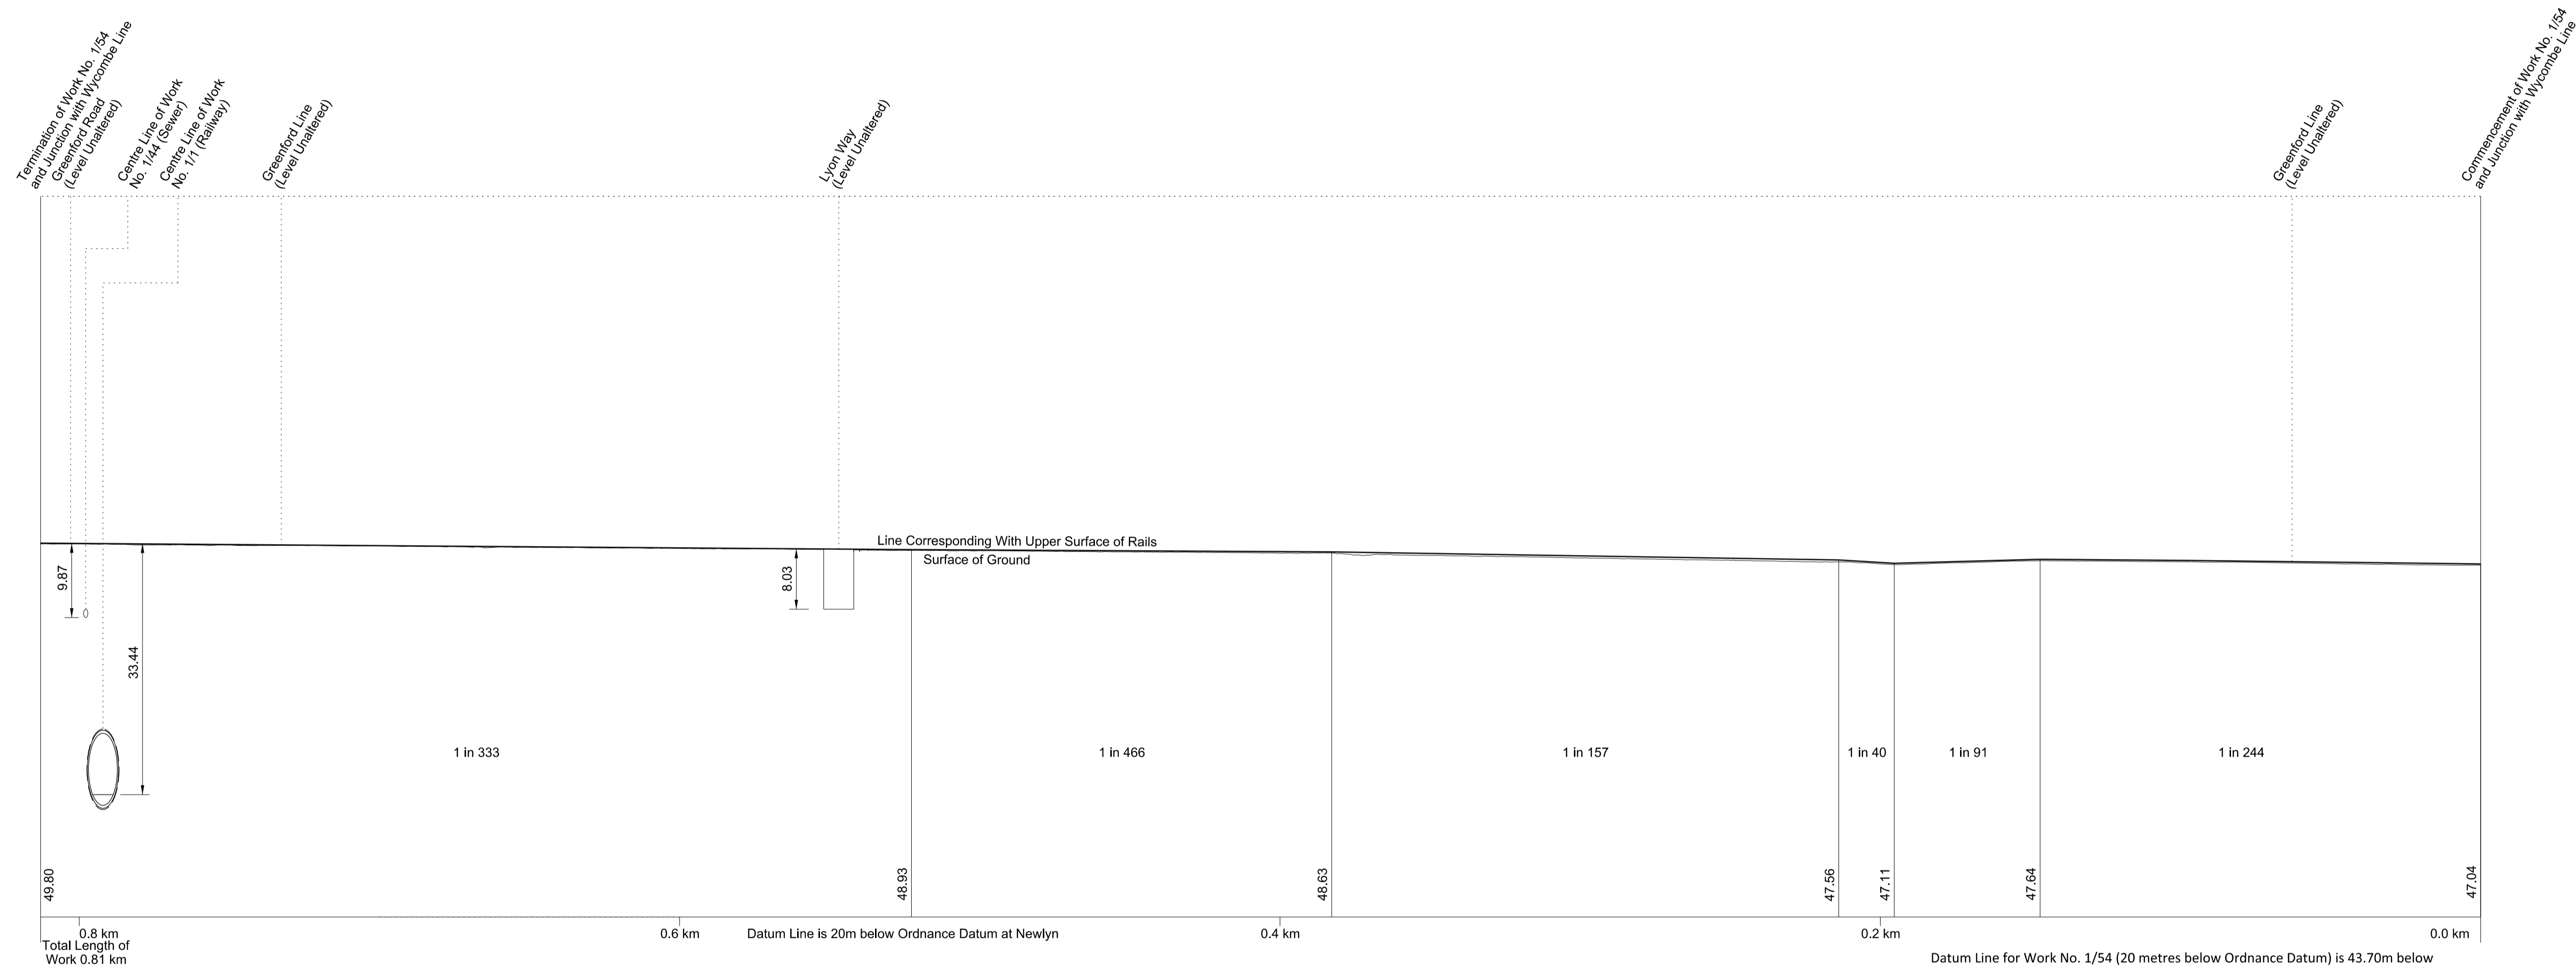 Termination of Work No. 1/54
and Junction with Wycombe Line
Greenford Road
(Level Unaltered)
Centre Line of Work
No. 1/44 (Sewer)
Centre Line of Work
No. 1/1 (Railway)
Greenford Line
(Level Unaltered)
Lyon Way
(Level Unaltered)
Greenford Line
(Level Unaltered)
Commencement of Work No. 1/54
and Junction with Wycombe Line
Line Corresponding With Upper Surface of Rails
Surface of Ground
9.87
33.44
8.03
1 in 333
1 in 466
1 in 157
1 in 40
1 in 91
1 in 244
49.80
48.93
48.63
47.56
47.11
47.64
47.04
0.8 km
0.6 km
Datum Line is 20m below Ordnance Datum at Newlyn
0.4 km
0.2 km
0.0 km
Total Length of
Work 0.81 km
Datum Line for Work No. 1/54 (20 metres below Ordnance Datum) is 43.70m below